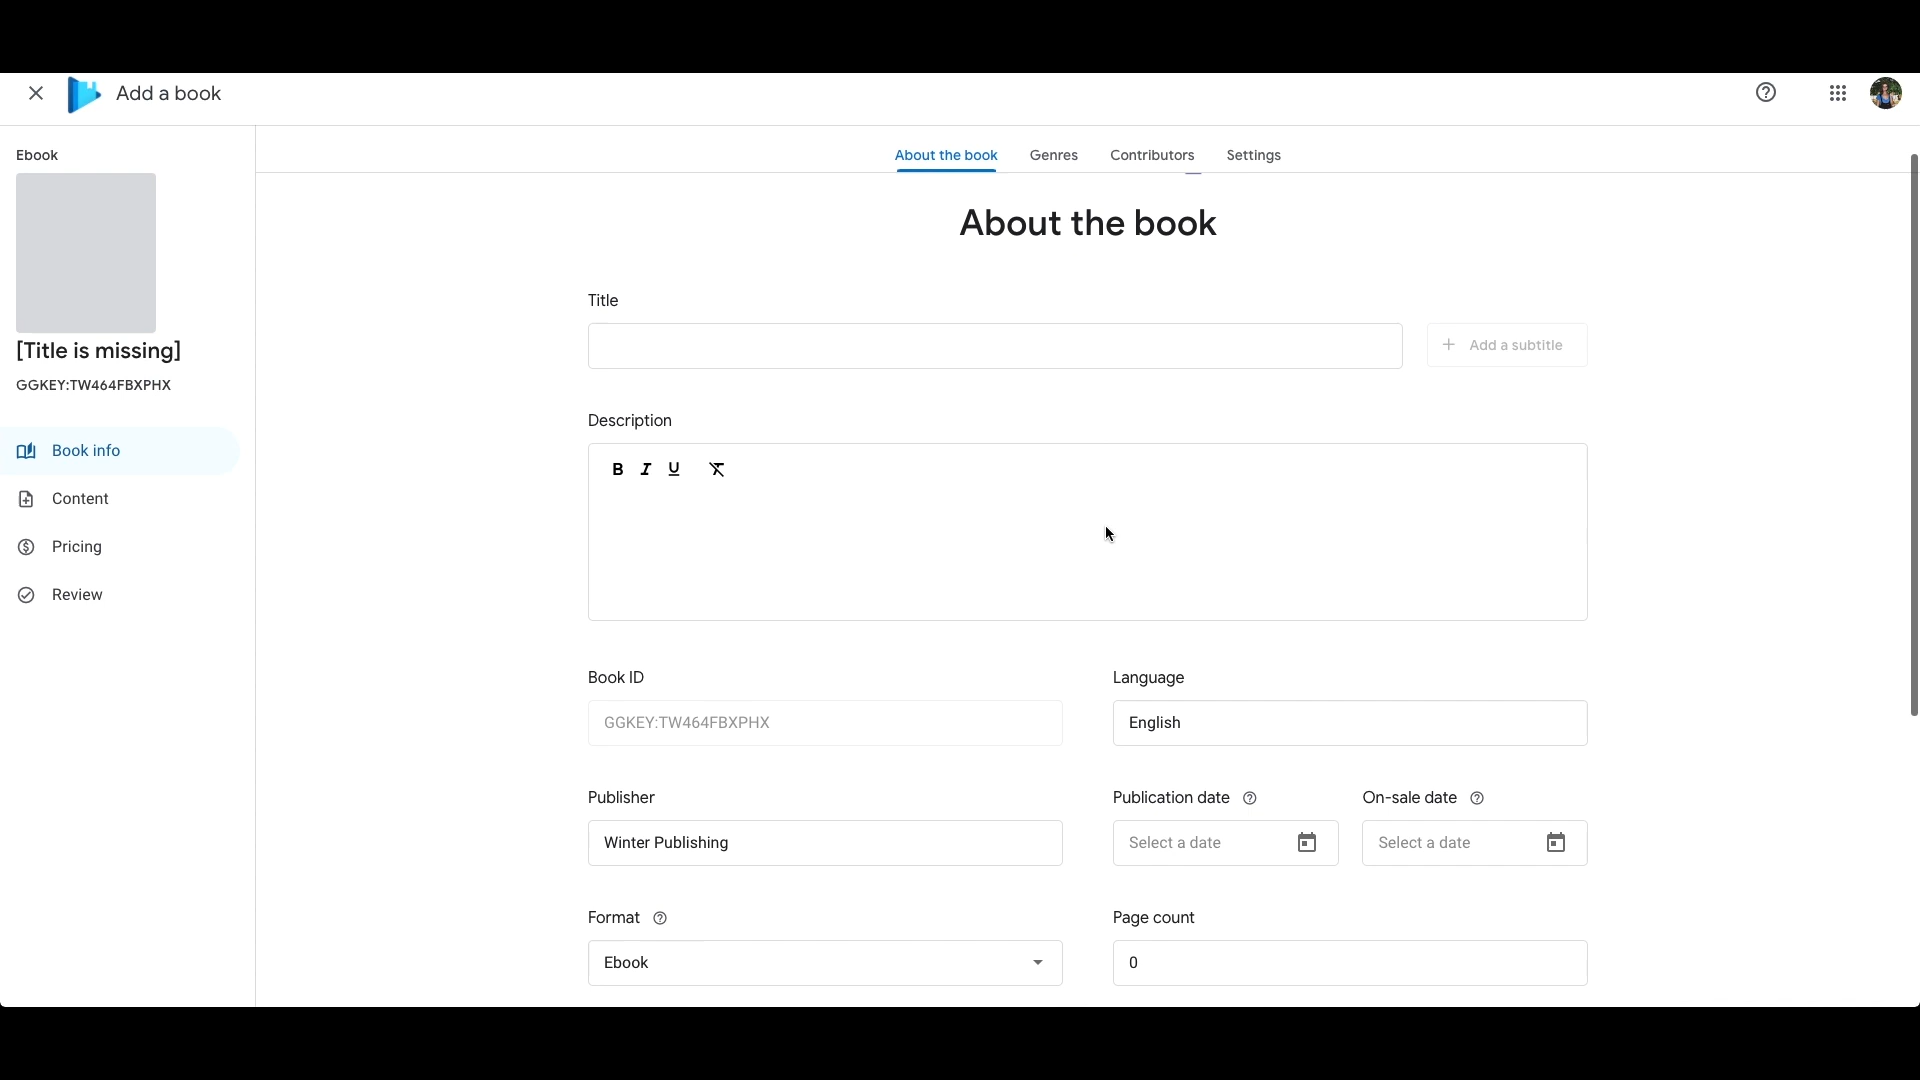 Add a book
Ebook
[Title is missing]
GGKEY:TW464FBXPHX
Book info
Content
Pricing
Review
About the book
Genres
Contributors
Settings
About the book
Title
+ Add a subtitle
Description
B I U
Book ID
GGKEY:TW464FBXPHX
Language
English
Publisher
Winter Publishing
Publication date
Select a date
On-sale date
Select a date
Format
Ebook
Page count
0